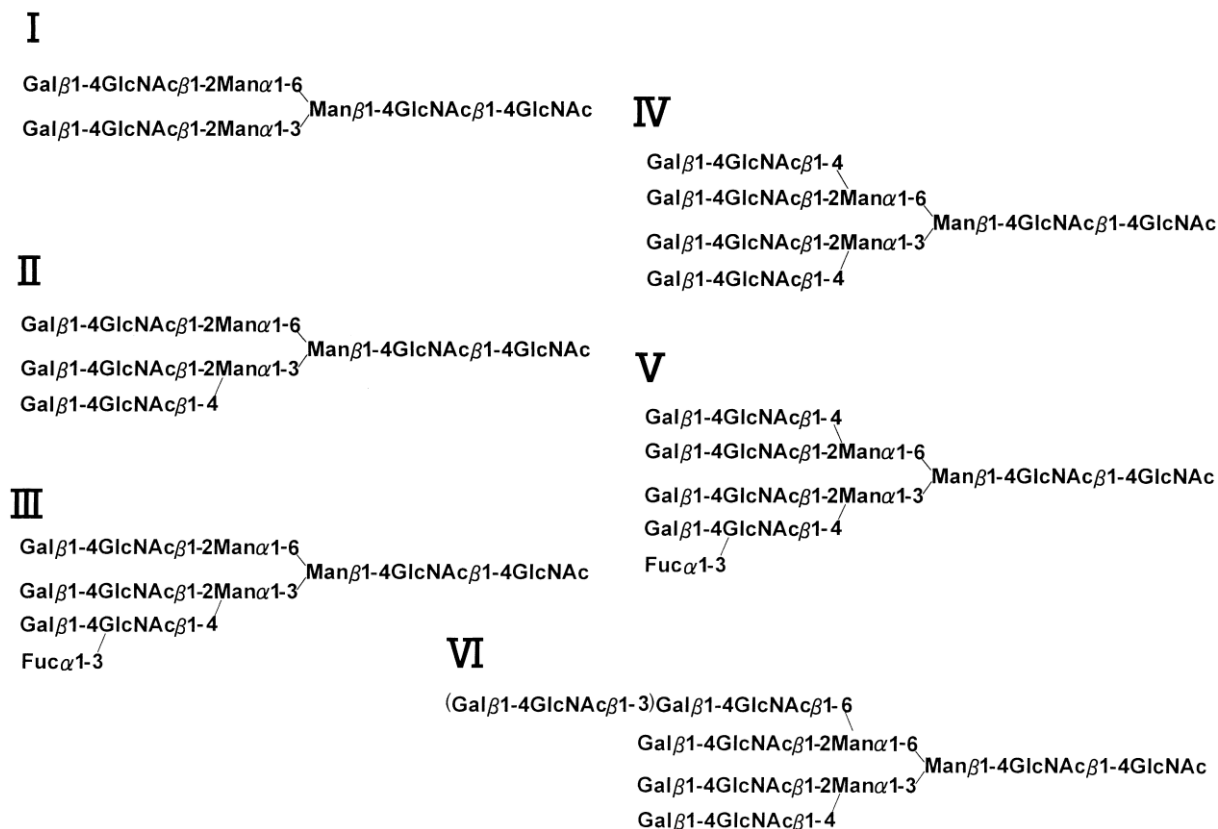 I
Galβ1-4GlcNAcβ1-2Manα1-6
Manβ1-4GlcNAcβ1-4GlcNAc
Galβ1-4GlcNAcβ1-2Manα1-3
II
Galβ1-4GlcNAcβ1-2Manα1-6
Manβ1-4GlcNAcβ1-4GlcNAc
Galβ1-4GlcNAcβ1-2Manα1-3
Galβ1-4GlcNAcβ1-4
III
Galβ1-4GlcNAcβ1-2Manα1-6
Manβ1-4GlcNAcβ1-4GlcNAc
Galβ1-4GlcNAcβ1-2Manα1-3
Galβ1-4GlcNAcβ1-4
Fucα1-3
IV
Galβ1-4GlcNAcβ1-4
Galβ1-4GlcNAcβ1-2Manα1-6
Manβ1-4GlcNAcβ1-4GlcNAc
Galβ1-4GlcNAcβ1-2Manα1-3
Galβ1-4GlcNAcβ1-4
V
Galβ1-4GlcNAcβ1-4
Galβ1-4GlcNAcβ1-2Manα1-6
Manβ1-4GlcNAcβ1-4GlcNAc
Galβ1-4GlcNAcβ1-2Manα1-3
Galβ1-4GlcNAcβ1-4
Fucα1-3
VI
(Galβ1-4GlcNAcβ1-3)Galβ1-4GlcNAcβ1-6
Galβ1-4GlcNAcβ1-2Manα1-6
Manβ1-4GlcNAcβ1-4GlcNAc
Galβ1-4GlcNAcβ1-2Manα1-3
Galβ1-4GlcNAcβ1-4